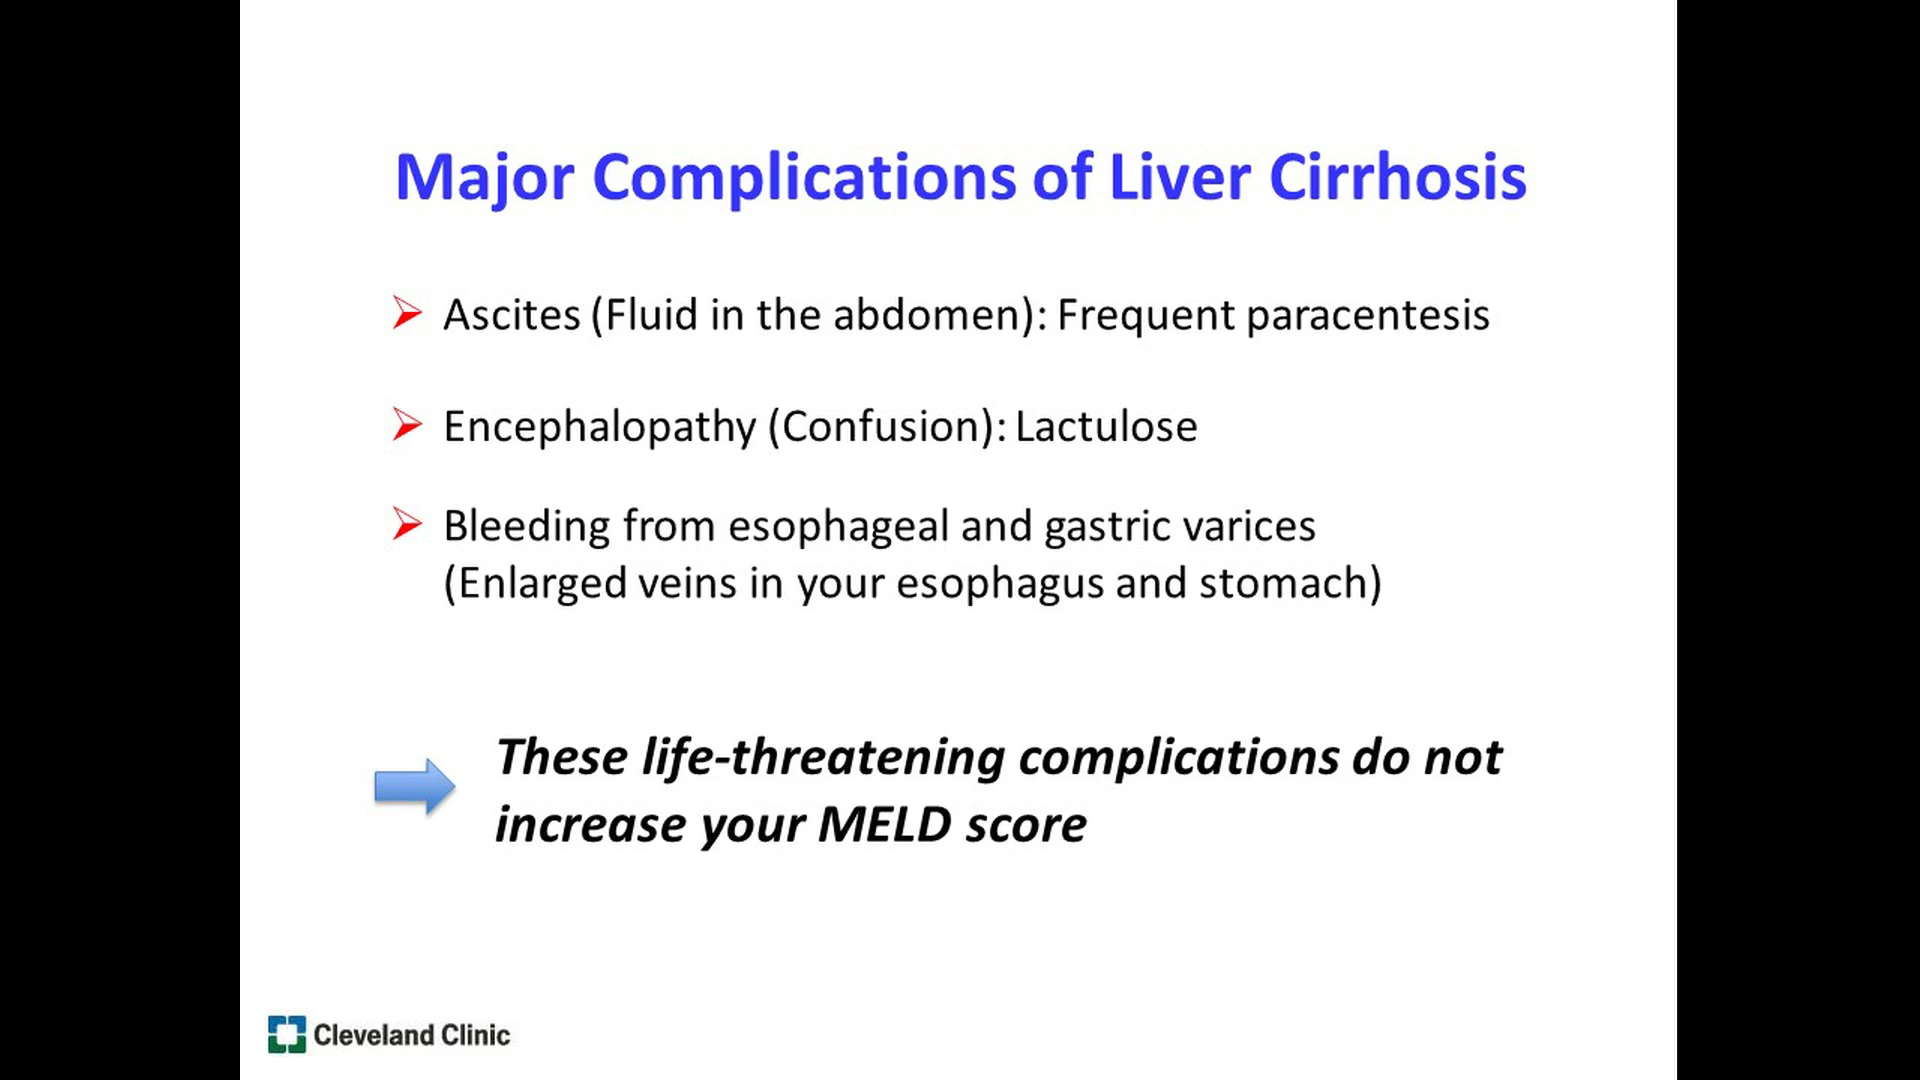 Major Complications of Liver Cirrhosis
Ascites (Fluid in the abdomen): Frequent paracentesis
Encephalopathy (Confusion): Lactulose
Bleeding from esophageal and gastric varices
(Enlarged veins in your esophagus and stomach)
These life-threatening complications do not
increase your MELD score
Cleveland Clinic